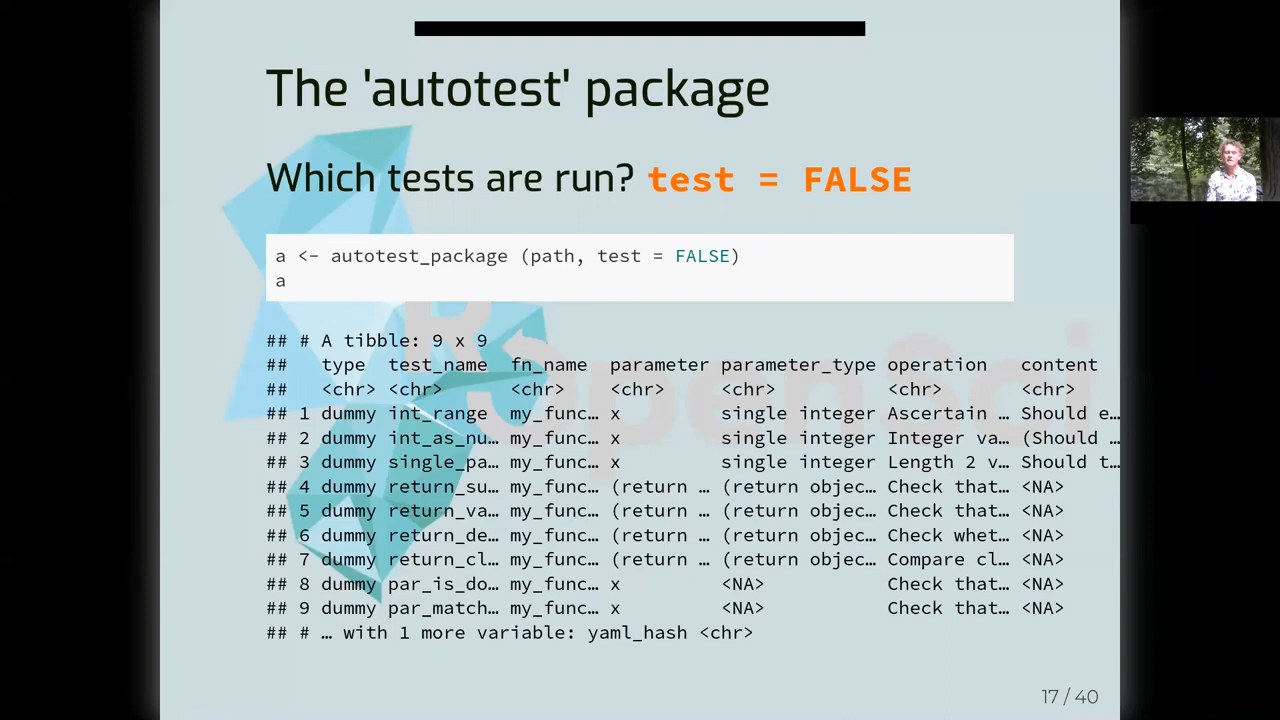 The 'autotest' package
Which tests are run? test = FALSE
a <- autotest_package (path, test = FALSE)
a
## # A tibble: 9 x 9
##   type  test_name  fn_name  parameter parameter_type operation  content
##   <chr> <chr>      <chr>    <chr>     <chr>          <chr>      <chr>
## 1 dummy int_range  my_func… x         single integer Ascertain … Should e…
## 2 dummy int_as_nu… my_func… x         single integer Integer va… (Should …
## 3 dummy single_pa… my_func… x         single integer Length 2 v… Should t…
## 4 dummy return_su… my_func… (return … (return objec… Check that… <NA>
## 5 dummy return_va… my_func… (return … (return objec… Check that… <NA>
## 6 dummy return_de… my_func… (return … (return objec… Check whet… <NA>
## 7 dummy return_cl… my_func… (return … (return objec… Compare cl… <NA>
## 8 dummy par_is_do… my_func… x         <NA>           Check that… <NA>
## 9 dummy par_match… my_func… x         <NA>           Check that… <NA>
## # … with 1 more variable: yaml_hash <chr>
ROpenSci
17 / 40